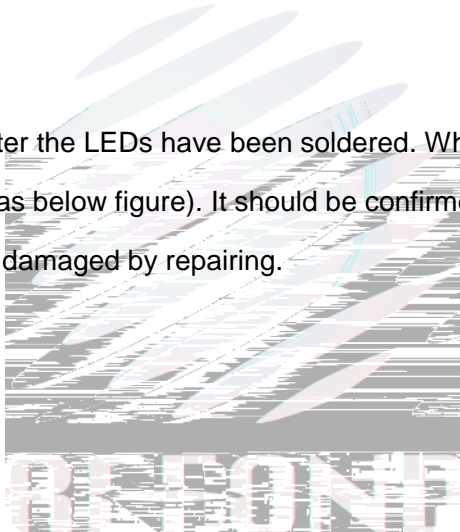 ter the LEDs have been soldered. Wh
as below figure). It should be confirme
damaged by repairing.